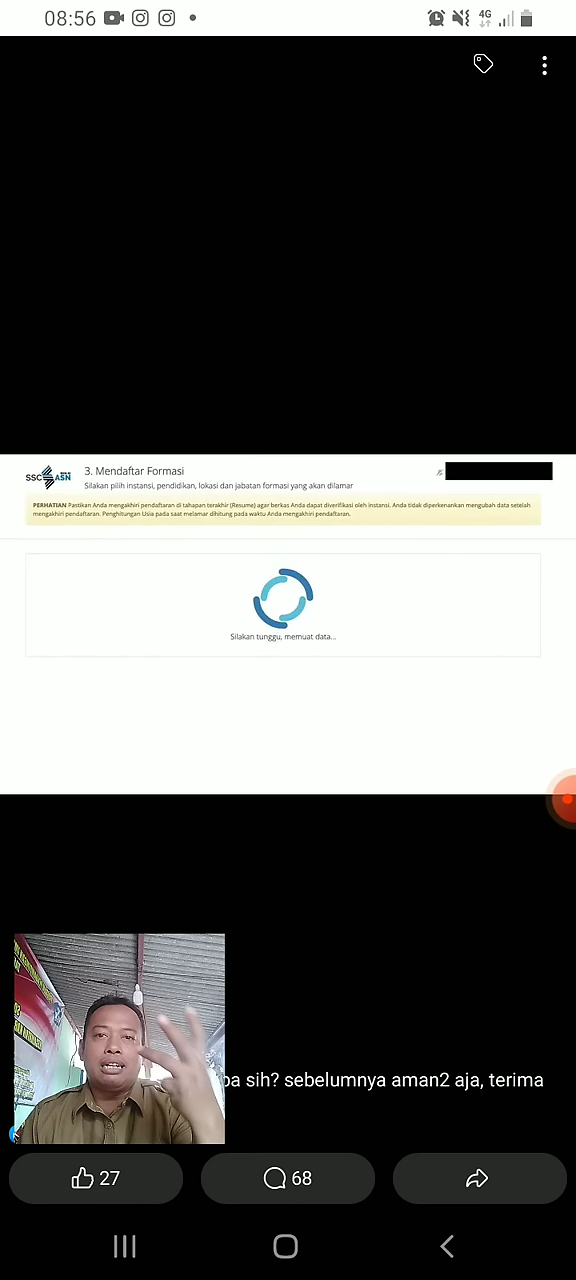 08:56
4G
SSC ASN
3. Mendaftar Formasi
Silakan pilih instansi, pendidikan, lokasi dan jabatan formasi yang akan dilamar
PERHATIAN Pastikan Anda mengakhiri pendaftaran di tahapan terakhir (Resume) agar berkas Anda dapat diverifikasi oleh instansi. Anda tidak diperkenankan mengubah data setelah
mengakhiri pendaftaran. Penghitungan Usia pada saat melamar dihitung pada waktu Anda mengakhiri pendaftaran.
Silakan tunggu, memuat data...
sih? sebelumnya aman2 aja, terima
27
68